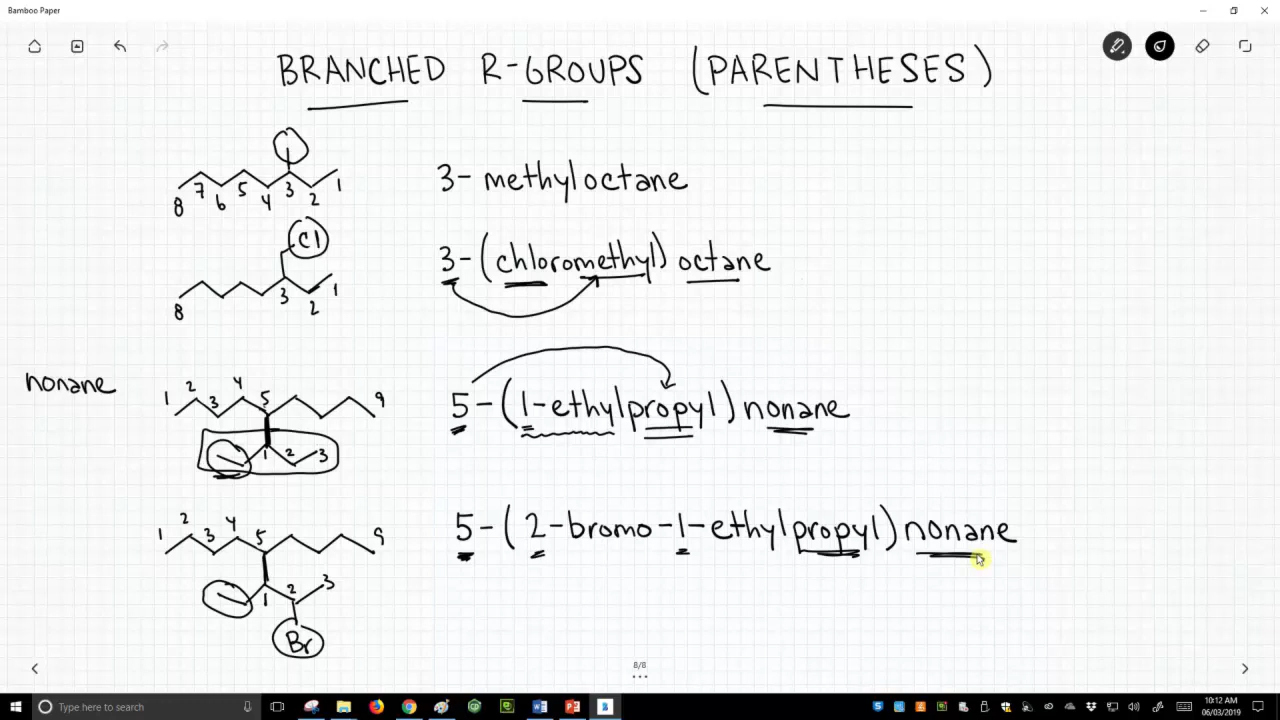 Bamboo Paper
BRANCHED R-GROUPS (PARENTHESES)
8 7 6 5 4 3 2 1
3-methyloctane
Cl
8 3 2 1
3-(chloromethyl)octane
nonane
1 2 3 4 5 9
1 2 3
5-(1-ethylpropyl)nonane
1 2 3 4 5 9
1 2 3
Br
5-(2-bromo-1-ethylpropyl)nonane
8/8
Type here to search
10:12 AM
06/03/2019